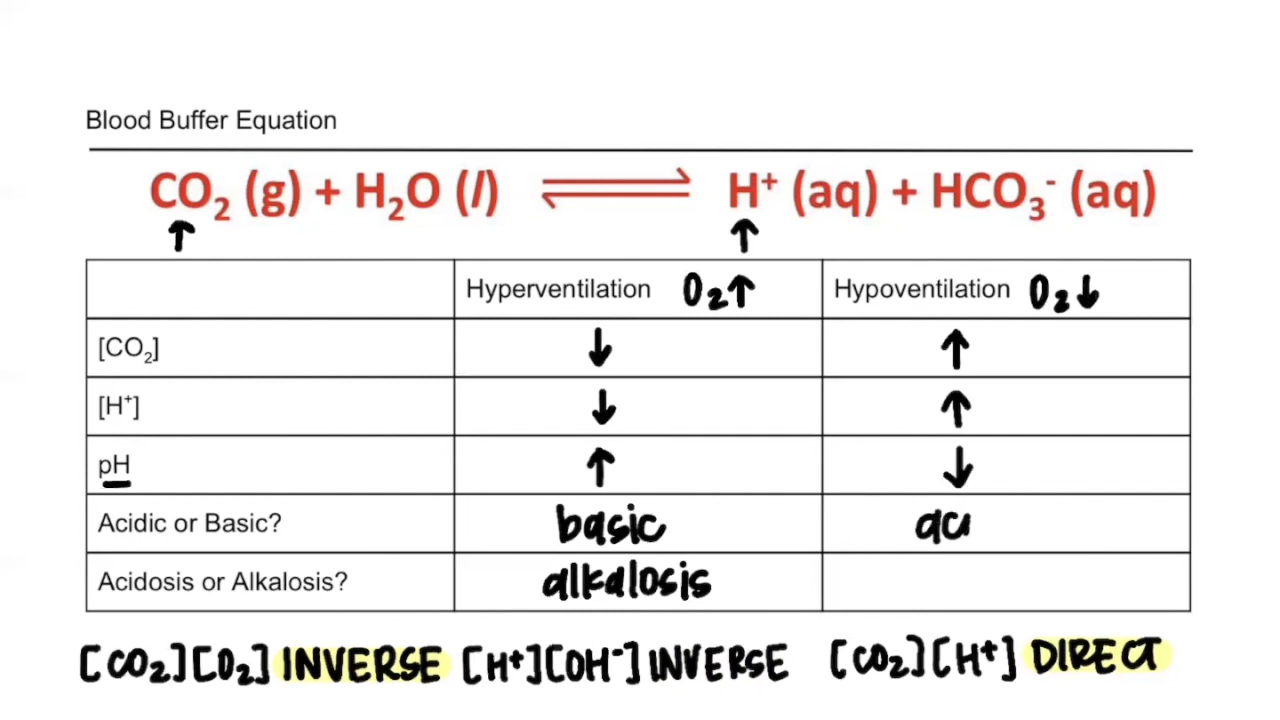 Blood Buffer Equation
CO₂ (g) + H₂O (l) ⇌ H⁺ (aq) + HCO₃⁻ (aq)
↑ ↑
Hyperventilation O₂↑ Hypoventilation O₂↓
[CO₂] ↓ ↑
[H⁺] ↓ ↑
pH ↑ ↓
Acidic or Basic? basic ac
Acidosis or Alkalosis? alkalosis
[CO₂][O₂] INVERSE [H⁺][OH⁻] INVERSE [CO₂][H⁺] DIRECT